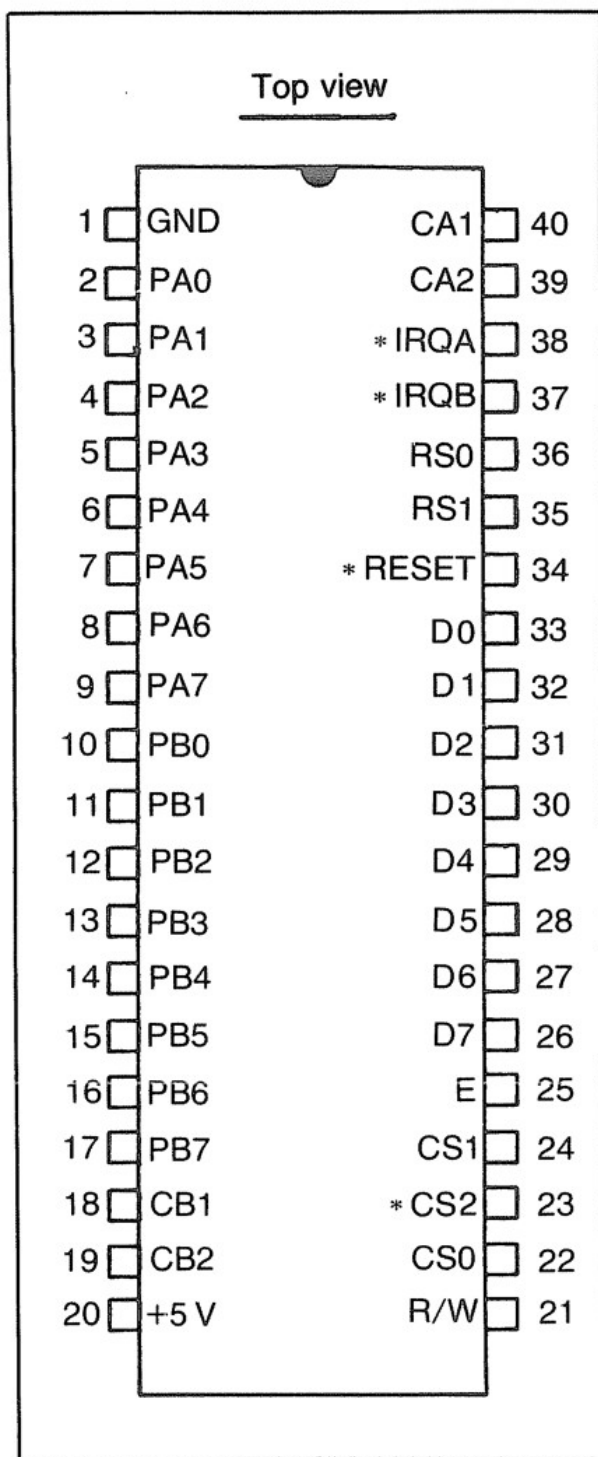 Top view
1 GND CA1 40
2 PA0 CA2 39
3 PA1 *IRQA 38
4 PA2 *IRQB 37
5 PA3 RS0 36
6 PA4 RS1 35
7 PA5 *RESET 34
8 PA6 D0 33
9 PA7 D1 32
10 PB0 D2 31
11 PB1 D3 30
12 PB2 D4 29
13 PB3 D5 28
14 PB4 D6 27
15 PB5 D7 26
16 PB6 E 25
17 PB7 CS1 24
18 CB1 *CS2 23
19 CB2 CS0 22
20 +5 V R/W 21